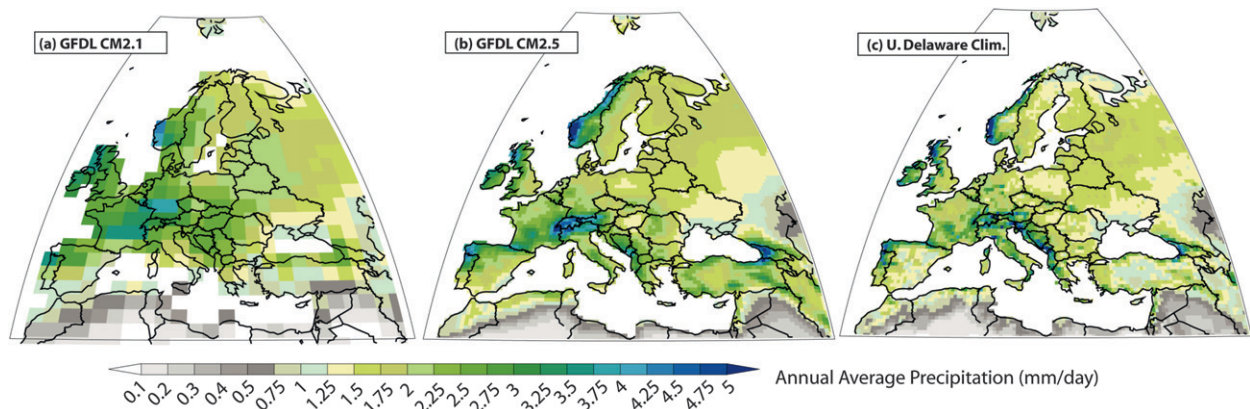 (a) GFDL CM2.1
(b) GFDL CM2.5
(c) U. Delaware Clim.
0.1 0.2 0.3 0.4 0.5 0.75 1 1.25 1.5 1.75 2 2.25 2.5 2.75 3 3.25 3.5 3.75 4 4.25 4.5 4.75 5
Annual Average Precipitation (mm/day)